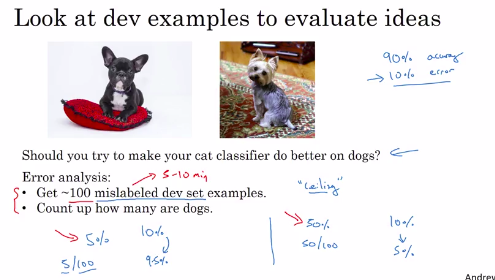 Look at dev examples to evaluate ideas
90% accuracy
→ 10% error
Should you try to make your cat classifier do better on dogs? ←
Error analysis:
5-10 min
• Get ~100 mislabeled dev set examples.
• Count up how many are dogs.
"ceiling"
5%
10%
5/100
9.5%
50%
10%
50/100
5%
Andrew